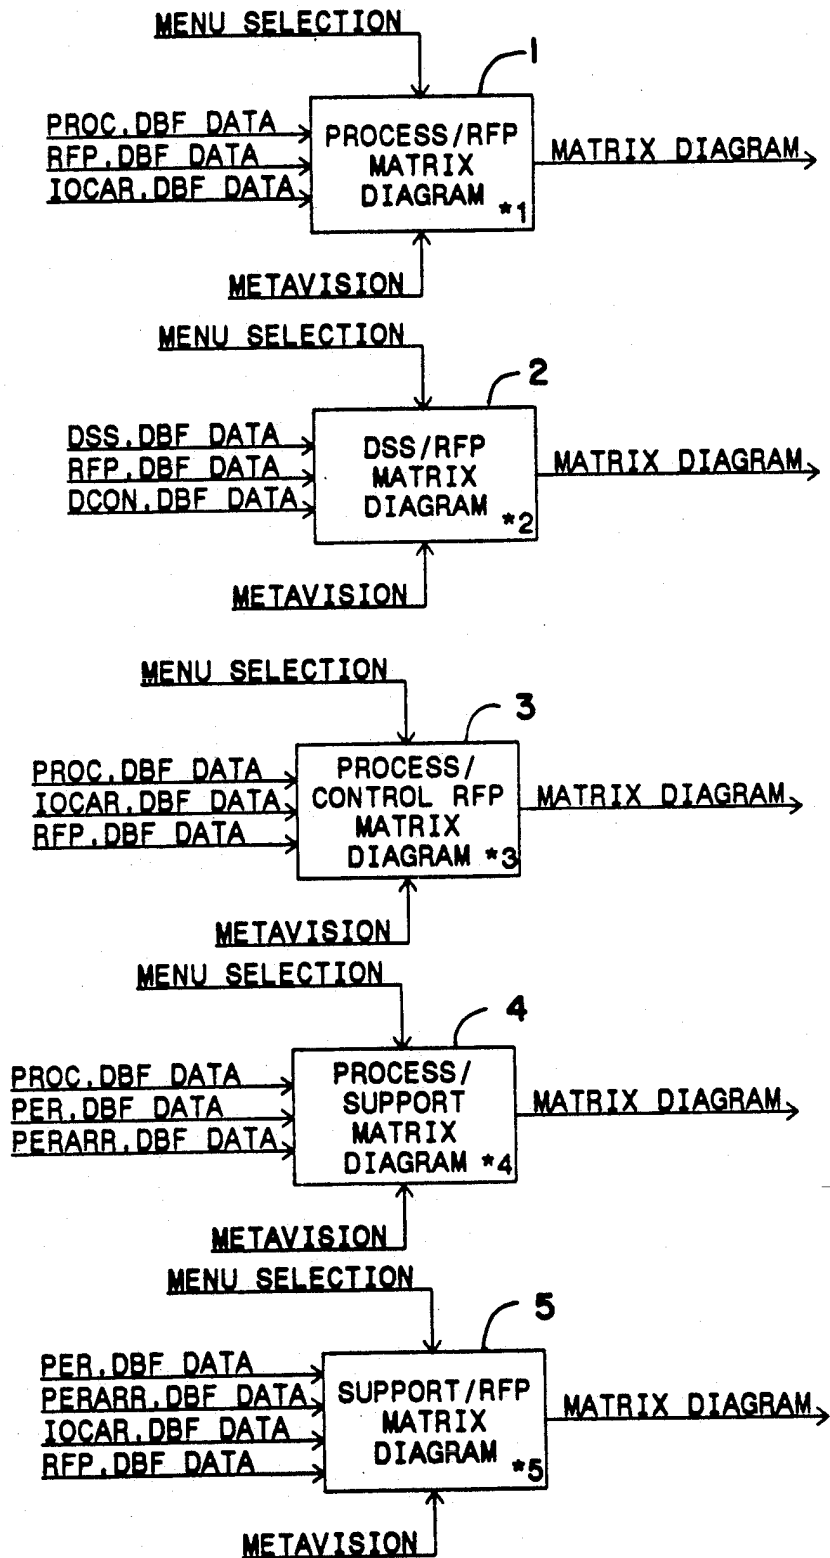 MENU SELECTION
1
PROC.DBF DATA
RFP.DBF DATA
IOCAR.DBF DATA
PROCESS/RFP
MATRIX
DIAGRAM *1
MATRIX DIAGRAM
METAVISION
MENU SELECTION
2
DSS.DBF DATA
RFP.DBF DATA
DCON.DBF DATA
DSS/RFP
MATRIX
DIAGRAM *2
MATRIX DIAGRAM
METAVISION
MENU SELECTION
3
PROC.DBF DATA
IOCAR.DBF DATA
RFP.DBF DATA
PROCESS/
CONTROL RFP
MATRIX
DIAGRAM *3
MATRIX DIAGRAM
METAVISION
MENU SELECTION
4
PROC.DBF DATA
PER.DBF DATA
PERARR.DBF DATA
PROCESS/
SUPPORT
MATRIX
DIAGRAM *4
MATRIX DIAGRAM
METAVISION
MENU SELECTION
5
PER.DBF DATA
PERARR.DBF DATA
IOCAR.DBF DATA
RFP.DBF DATA
SUPPORT/RFP
MATRIX
DIAGRAM *5
MATRIX DIAGRAM
METAVISION